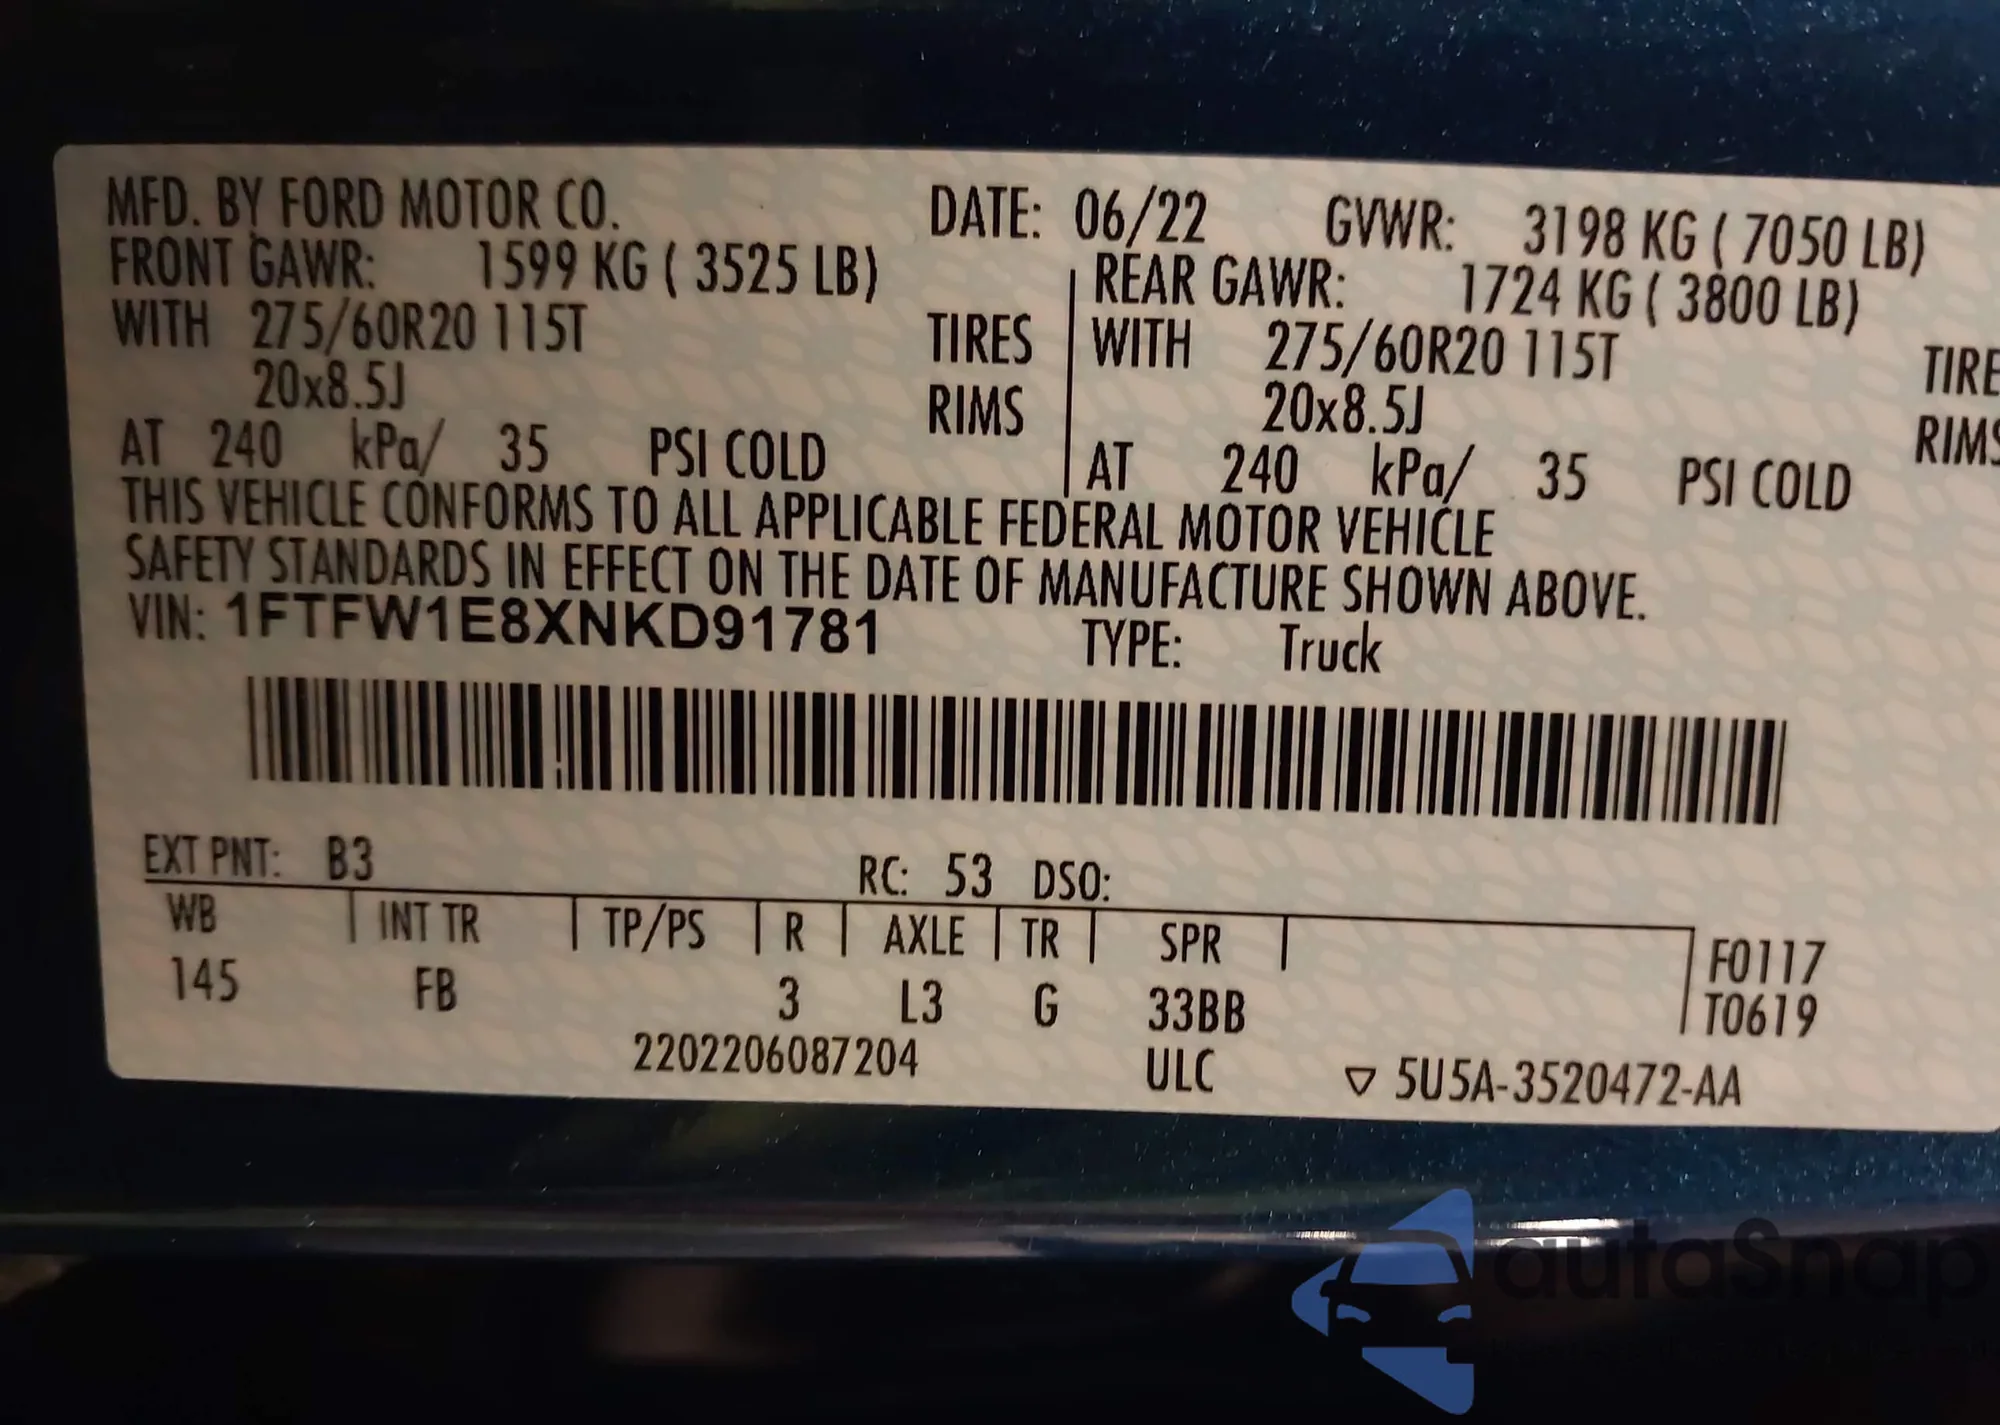 MFD. BY FORD MOTOR CO. DATE: 06/22 GVWR: 3198 KG ( 7050 LB)
FRONT GAWR: 1599 KG ( 3525 LB) REAR GAWR: 1724 KG ( 3800 LB)
WITH 275/60R20 115T TIRES WITH 275/60R20 115T TIRE
20x8.5J RIMS 20x8.5J RIMS
AT 240 kPa/ 35 PSI COLD AT 240 kPa/ 35 PSI COLD
THIS VEHICLE CONFORMS TO ALL APPLICABLE FEDERAL MOTOR VEHICLE
SAFETY STANDARDS IN EFFECT ON THE DATE OF MANUFACTURE SHOWN ABOVE.
VIN: 1FTFW1E8XNKD91781 TYPE: Truck
EXT PNT: B3 RC: 53 DSO:
WB INT TR TP/PS R AXLE TR SPR F0117
145 FB 3 L3 G 33BB T0619
2202206087204 ULC ▽ 5U5A-3520472-AA
autaSnap